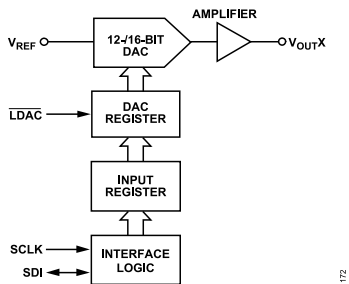 AMPLIFIER
VREF
12-/16-BIT
DAC
VOUTX
LDAC
DAC
REGISTER
INPUT
REGISTER
SCLK
SDI
INTERFACE
LOGIC
172